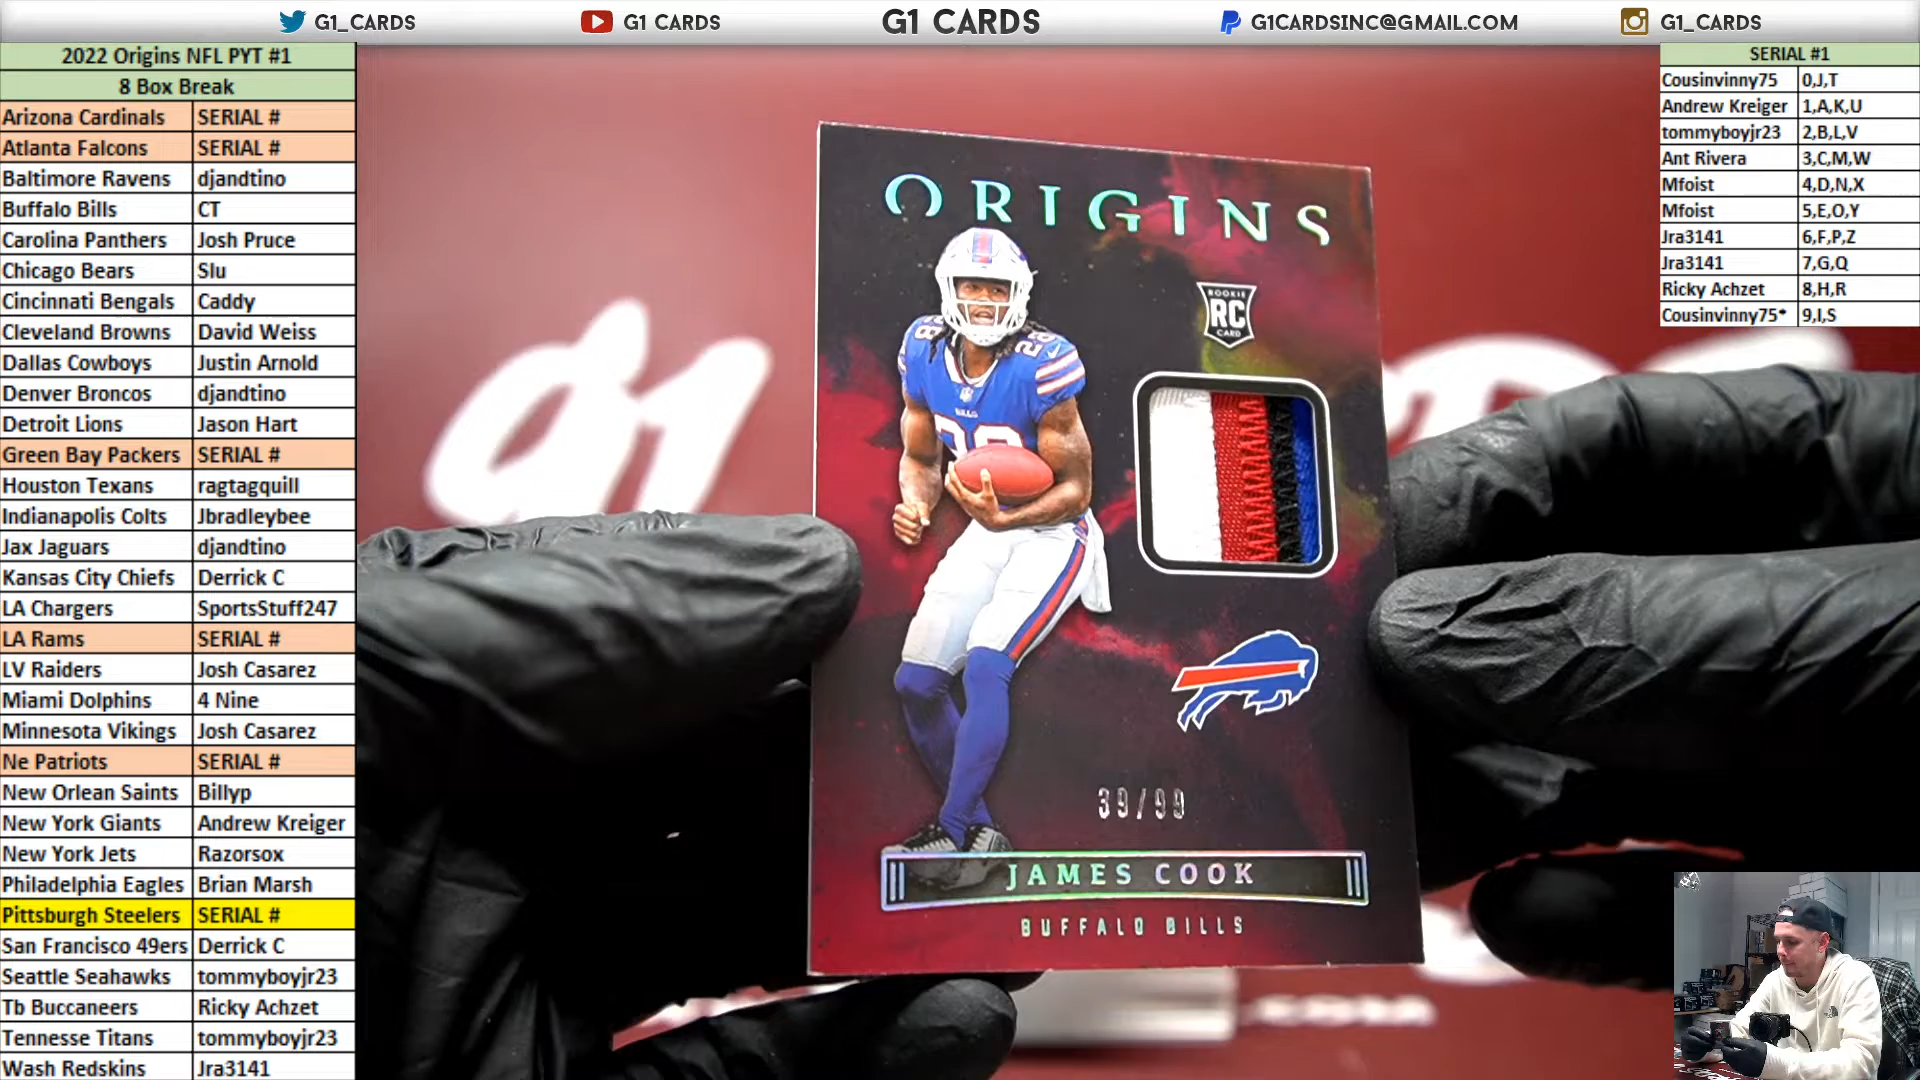 G1_CARDS
G1 CARDS
G1 CARDS
G1CARDSINC@GMAIL.COM
G1_CARDS
2022 Origins NFL PYT #1
8 Box Break
Arizona Cardinals SERIAL #
Atlanta Falcons SERIAL #
Baltimore Ravens djandtino
Buffalo Bills CT
Carolina Panthers Josh Pruce
Chicago Bears Slu
Cincinnati Bengals Caddy
Cleveland Browns David Weiss
Dallas Cowboys Justin Arnold
Denver Broncos djandtino
Detroit Lions Jason Hart
Green Bay Packers SERIAL #
Houston Texans ragtagquill
Indianapolis Colts Jbradleybee
Jax Jaguars djandtino
Kansas City Chiefs Derrick C
LA Chargers SportsStuff247
LA Rams SERIAL #
LV Raiders Josh Casarez
Miami Dolphins 4 Nine
Minnesota Vikings Josh Casarez
Ne Patriots SERIAL #
New Orlean Saints Billyp
New York Giants Andrew Kreiger
New York Jets Razorsox
Philadelphia Eagles Brian Marsh
Pittsburgh Steelers SERIAL #
San Francisco 49ers Derrick C
Seattle Seahawks tommyboyjr23
Tb Buccaneers Ricky Achzet
Tennesse Titans tommyboyjr23
Wash Redskins Jra3141
g1
ORIGINS
ROOKIE
RC
CARD
28
28
BILLS
39/99
JAMES COOK
BUFFALO BILLS
SERIAL #1
Cousinvinny75 0,J,T
Andrew Kreiger 1,A,K,U
tommyboyjr23 2,B,L,V
Ant Rivera 3,C,M,W
Mfoist 4,D,N,X
Mfoist 5,E,O,Y
Jra3141 6,F,P,Z
Jra3141 7,G,Q
Ricky Achzet 8,H,R
Cousinvinny75* 9,I,S